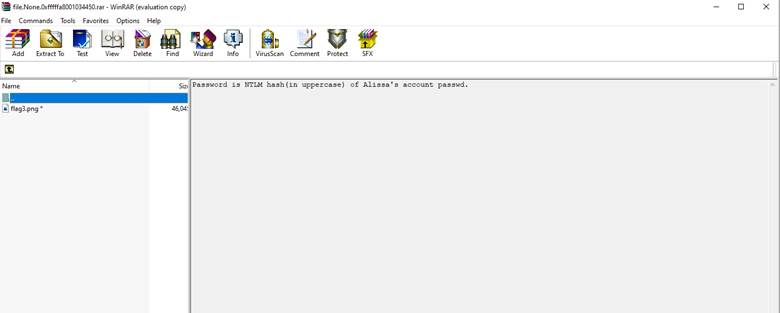 file.None.0xfffffa8001034450.rar - WinRAR (evaluation copy)
File Commands Tools Favorites Options Help
Add Extract To Test View Delete Find Wizard Info VirusScan Comment Protect SFX
Name Siz
..
flag3.png * 46,04
Password is NTLM hash(in uppercase) of Alissa's account passwd.